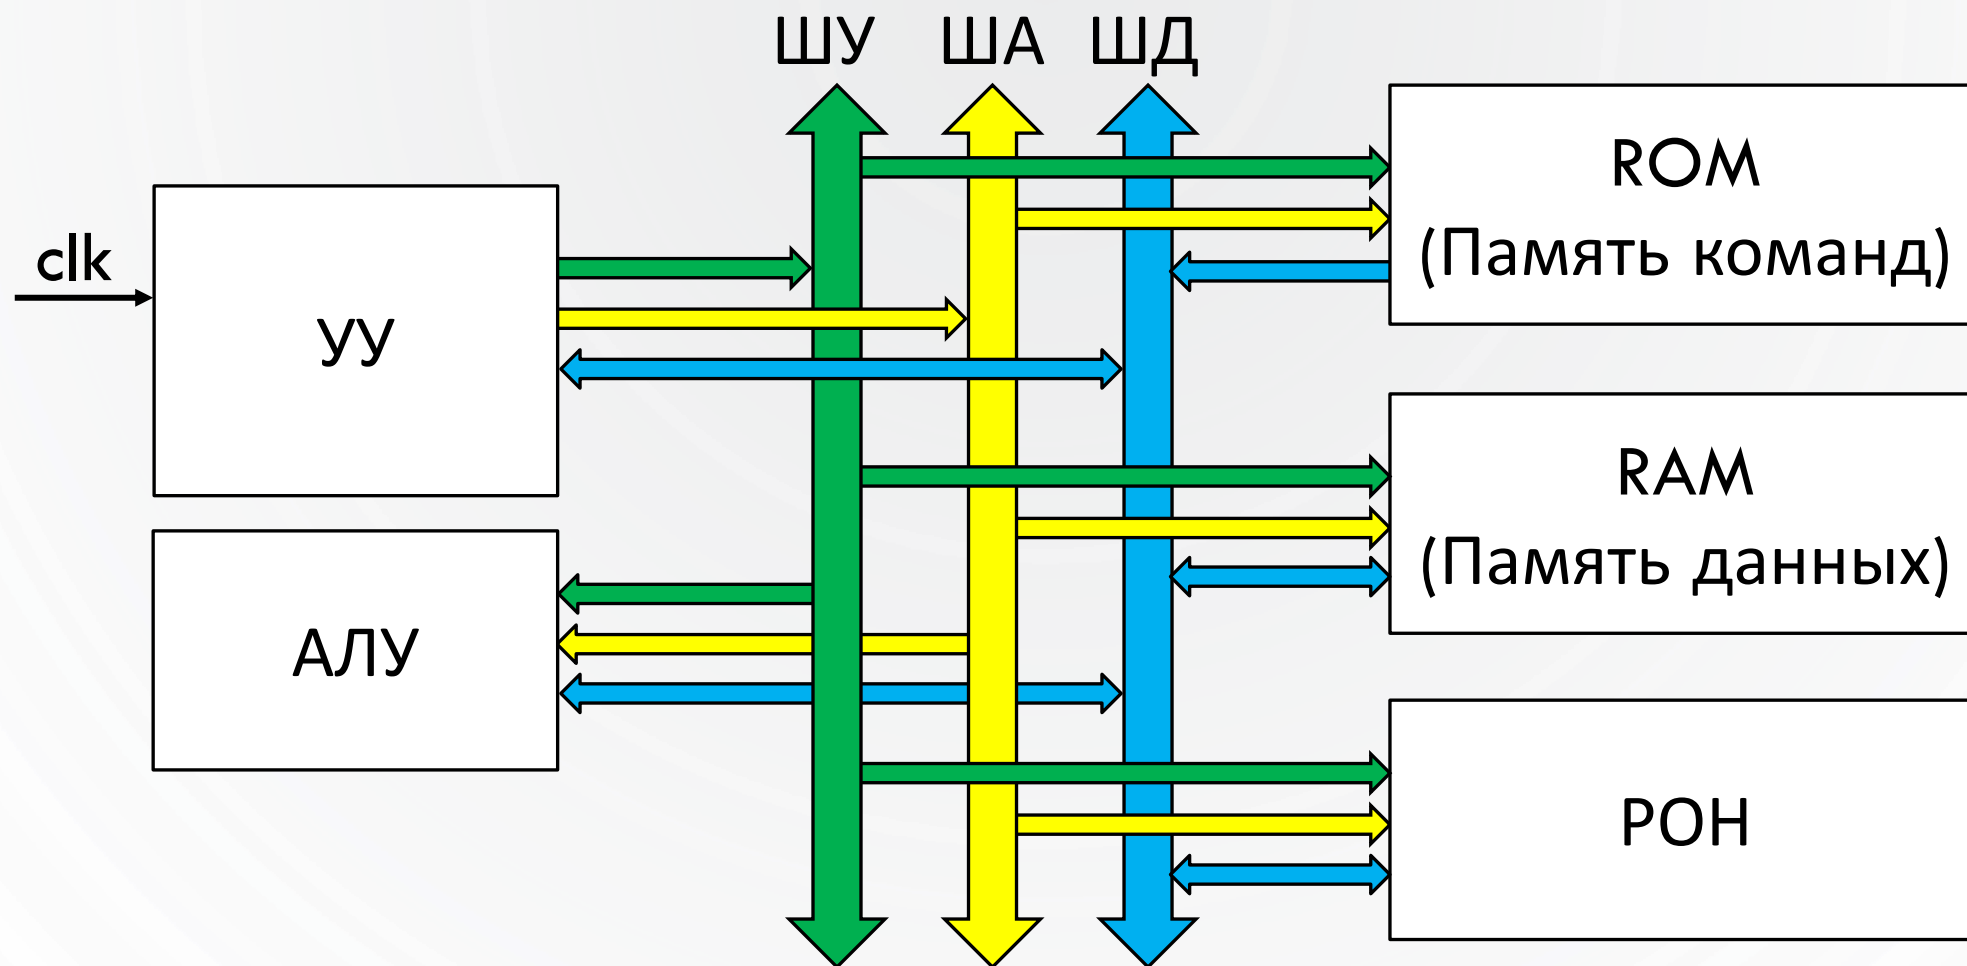 ШУ ША ШД
clk
УУ
АЛУ
ROM
(Память команд)
RAM
(Память данных)
РОН